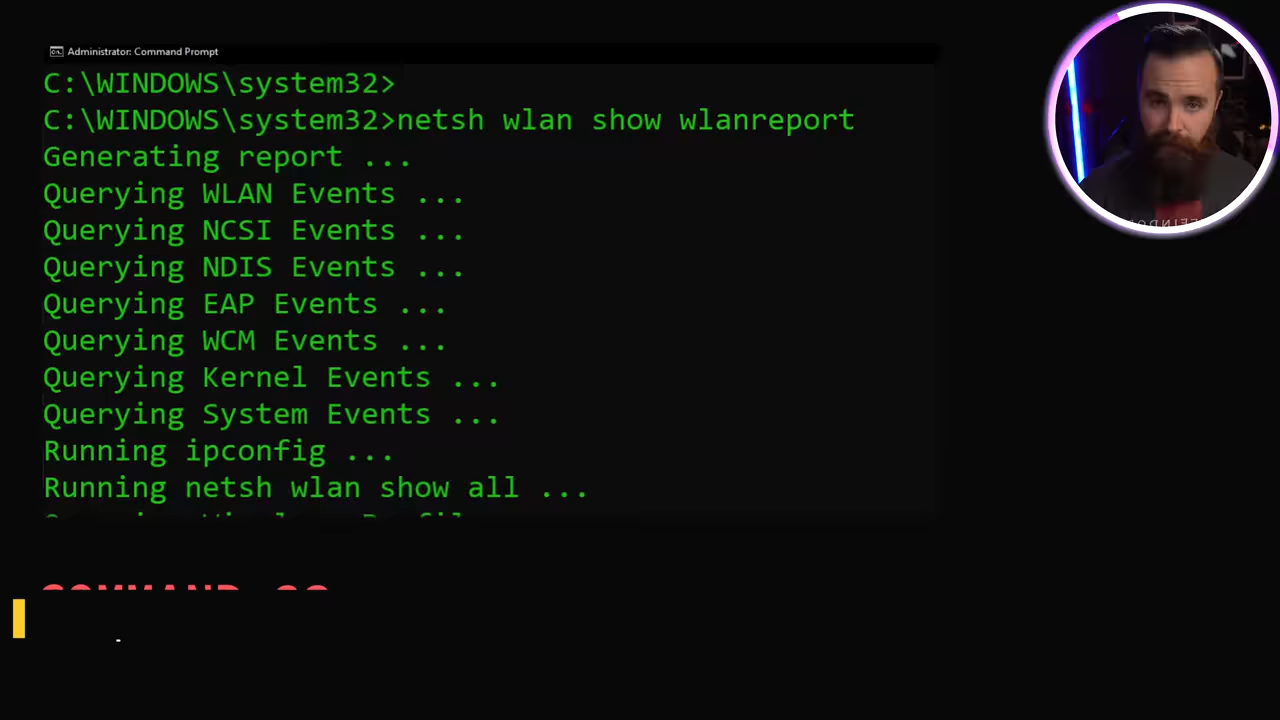 Administrator: Command Prompt
C:\WINDOWS\system32>
C:\WINDOWS\system32>netsh wlan show wlanreport
Generating report ...
Querying WLAN Events ...
Querying NCSI Events ...
Querying NDIS Events ...
Querying EAP Events ...
Querying WCM Events ...
Querying Kernel Events ...
Querying System Events ...
Running ipconfig ...
Running netsh wlan show all ...
COMMAND